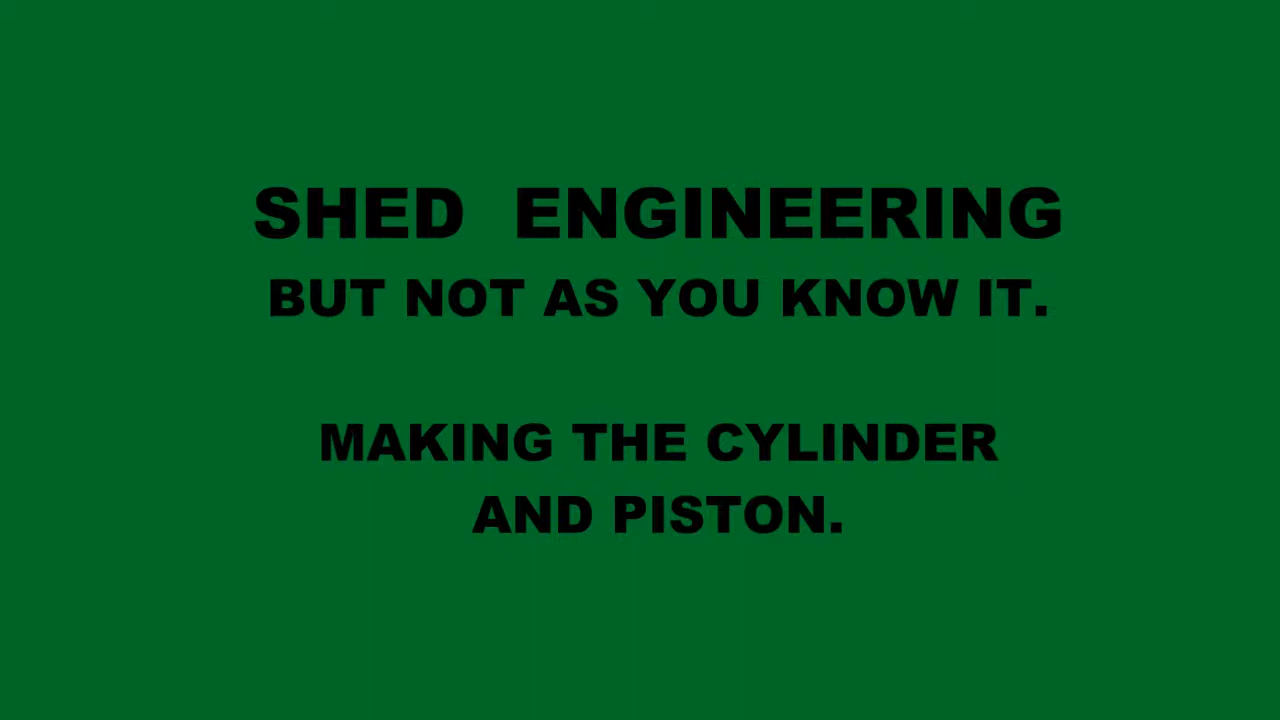 SHED ENGINEERING
BUT NOT AS YOU KNOW IT.
MAKING THE CYLINDER
AND PISTON.